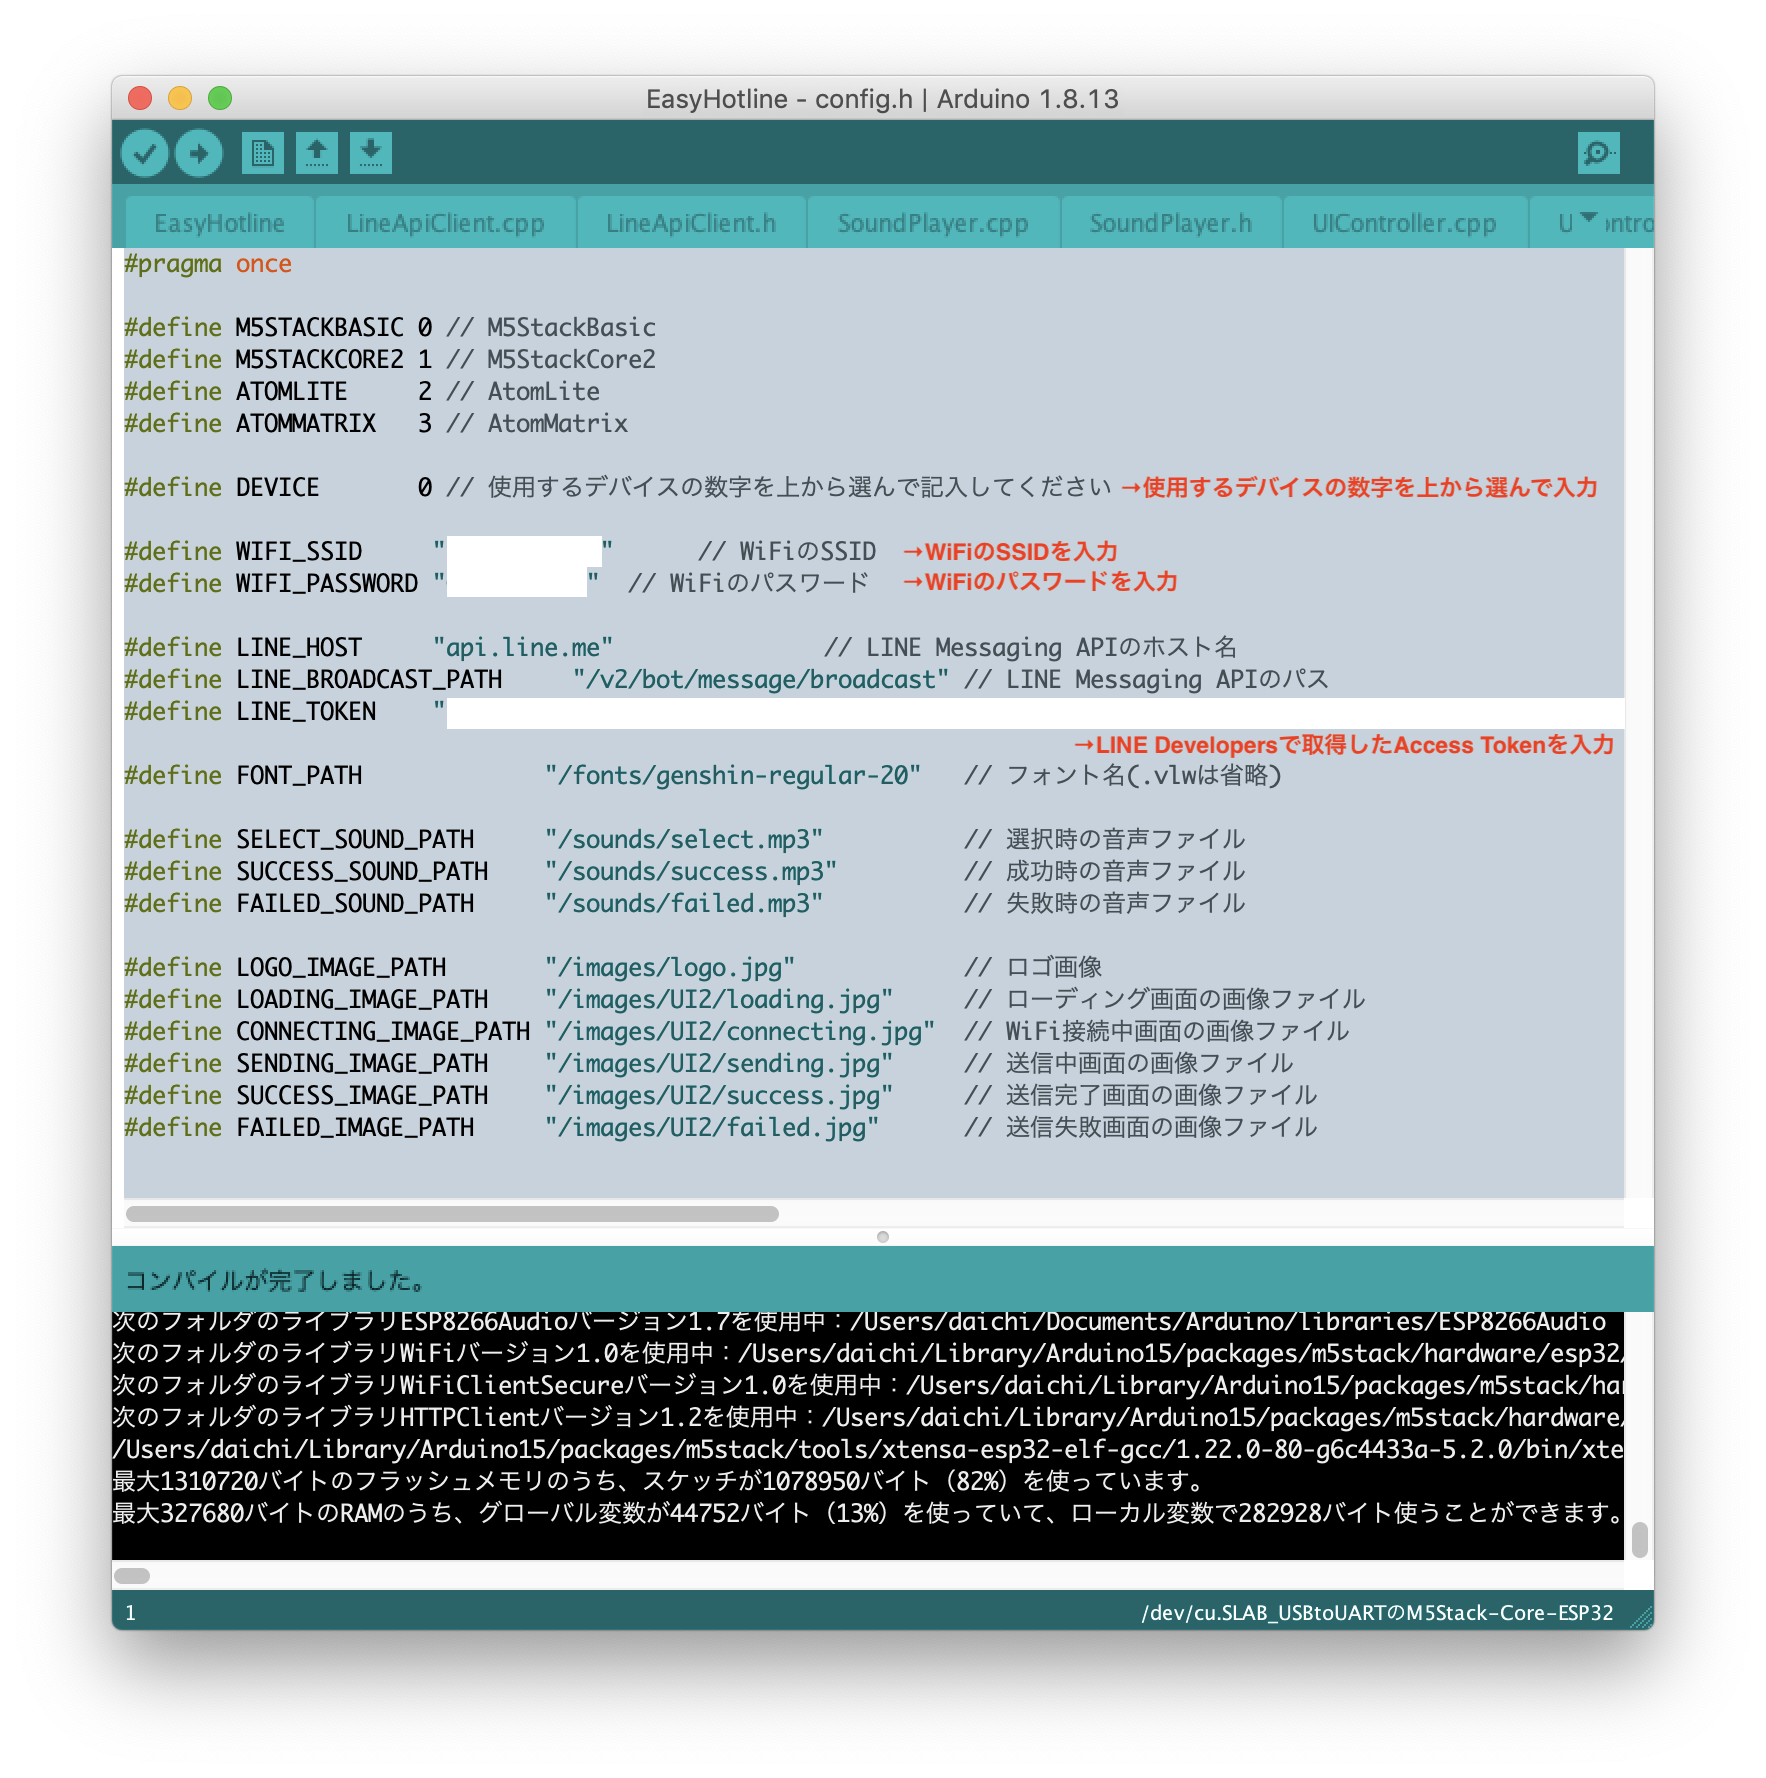 EasyHotline - config.h | Arduino 1.8.13
EasyHotline LineApiClient.cpp LineApiClient.h SoundPlayer.cpp SoundPlayer.h UIController.cpp
#pragma once
#define M5STACKBASIC 0 // M5StackBasic
#define M5STACKCORE2 1 // M5StackCore2
#define ATOMLITE 2 // AtomLite
#define ATOMMATRIX 3 // AtomMatrix
#define DEVICE 0 // 使用するデバイスの数字を上から選んで記入してください →使用するデバイスの数字を上から選んで入力
#define WIFI_SSID "" // WiFiのSSID →WiFiのSSIDを入力
#define WIFI_PASSWORD "" // WiFiのパスワード →WiFiのパスワードを入力
#define LINE_HOST "api.line.me" // LINE Messaging APIのホスト名
#define LINE_BROADCAST_PATH "/v2/bot/message/broadcast" // LINE Messaging APIのパス
#define LINE_TOKEN "
→LINE Developersで取得したAccess Tokenを入力
#define FONT_PATH "/fonts/genshin-regular-20" // フォント名(.vlwは省略)
#define SELECT_SOUND_PATH "/sounds/select.mp3" // 選択時の音声ファイル
#define SUCCESS_SOUND_PATH "/sounds/success.mp3" // 成功時の音声ファイル
#define FAILED_SOUND_PATH "/sounds/failed.mp3" // 失敗時の音声ファイル
#define LOGO_IMAGE_PATH "/images/logo.jpg" // ロゴ画像
#define LOADING_IMAGE_PATH "/images/UI2/loading.jpg" // ローディング画面の画像ファイル
#define CONNECTING_IMAGE_PATH "/images/UI2/connecting.jpg" // WiFi接続中画面の画像ファイル
#define SENDING_IMAGE_PATH "/images/UI2/sending.jpg" // 送信中画面の画像ファイル
#define SUCCESS_IMAGE_PATH "/images/UI2/success.jpg" // 送信完了画面の画像ファイル
#define FAILED_IMAGE_PATH "/images/UI2/failed.jpg" // 送信失敗画面の画像ファイル
コンパイルが完了しました。
次のフォルダのライブラリESP8266Audioバージョン1.7を使用中：/Users/daichi/Documents/Arduino/libraries/ESP8266Audio
次のフォルダのライブラリWiFiバージョン1.0を使用中：/Users/daichi/Library/Arduino15/packages/m5stack/hardware/esp32/
次のフォルダのライブラリWiFiClientSecureバージョン1.0を使用中：/Users/daichi/Library/Arduino15/packages/m5stack/har
次のフォルダのライブラリHTTPClientバージョン1.2を使用中：/Users/daichi/Library/Arduino15/packages/m5stack/hardware/
/Users/daichi/Library/Arduino15/packages/m5stack/tools/xtensa-esp32-elf-gcc/1.22.0-80-g6c4433a-5.2.0/bin/xte
最大1310720バイトのフラッシュメモリのうち、スケッチが1078950バイト（82%）を使っています。
最大327680バイトのRAMのうち、グローバル変数が44752バイト（13%）を使っていて、ローカル変数で282928バイト使うことができます。
1 /dev/cu.SLAB_USBtoUARTのM5Stack-Core-ESP32